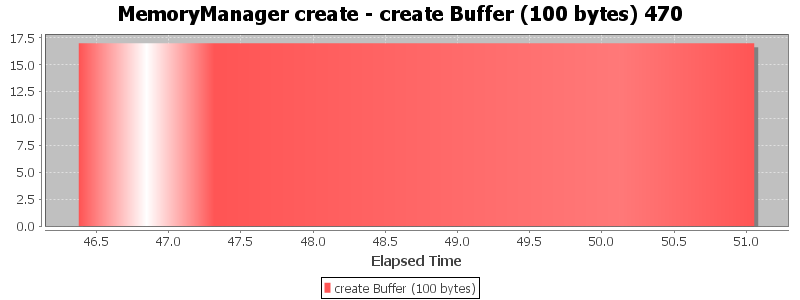 MemoryManager create - create Buffer (100 bytes) 470
17.5
15.0
12.5
10.0
7.5
5.0
2.5
0.0
46.5 47.0 47.5 48.0 48.5 49.0 49.5 50.0 50.5 51.0
Elapsed Time
create Buffer (100 bytes)